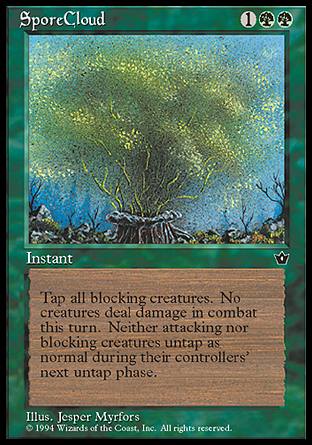 SporeCloud 1
Instant
Tap all blocking creatures. No
creatures deal damage in combat
this turn. Neither attacking nor
blocking creatures untap as
normal during their controllers'
next untap phase.
Illus. Jesper Myrfors
© 1994 Wizards of the Coast, Inc. All rights reserved.